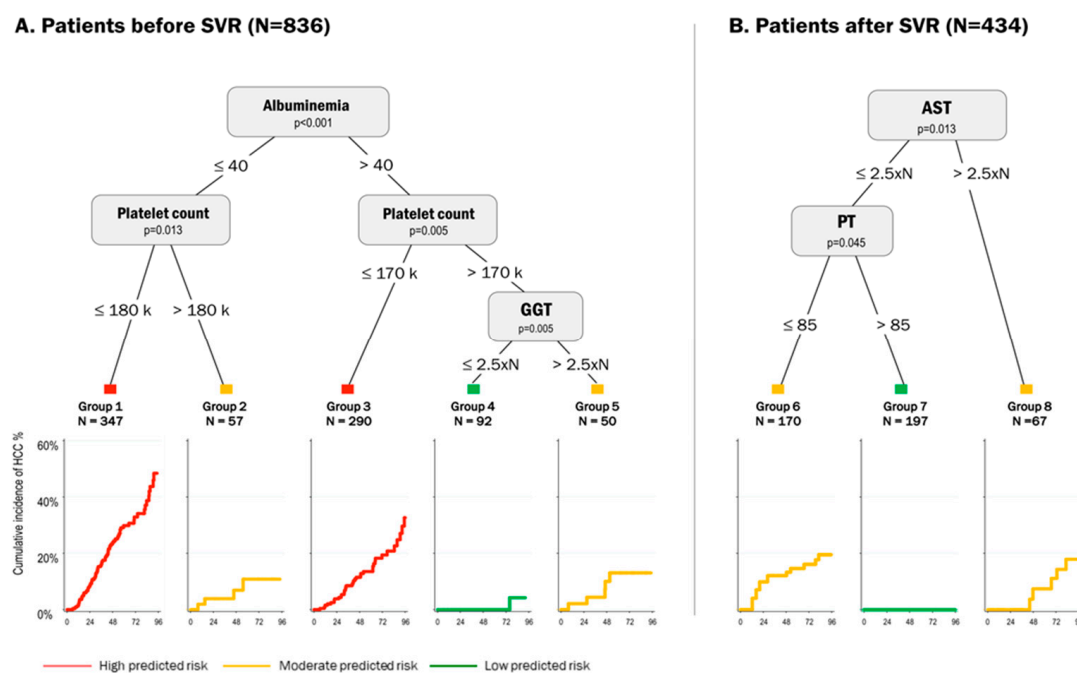 A. Patients before SVR (N=836)
B. Patients after SVR (N=434)
Albuminemia
p<0.001
≤ 40
> 40
Platelet count
p=0.013
Platelet count
p=0.005
≤ 180 k
> 180 k
≤ 170 k
> 170 k
GGT
p=0.005
≤ 2.5xN
> 2.5xN
AST
p=0.013
≤ 2.5xN
> 2.5xN
PT
p=0.045
≤ 85
> 85
Group 1
N = 347
Group 2
N = 57
Group 3
N = 290
Group 4
N = 92
Group 5
N = 50
Group 6
N = 170
Group 7
N = 197
Group 8
N =67
Cumulative incidence of HCC %
60%
40%
20%
0%
0 24 48 72 96
0 24 48 72 96
0 24 48 72 96
0 24 48 72 96
0 24 48 72 96
0 24 48 72 96
0 24 48 72 96
0 24 48 72 96
High predicted risk
Moderate predicted risk
Low predicted risk